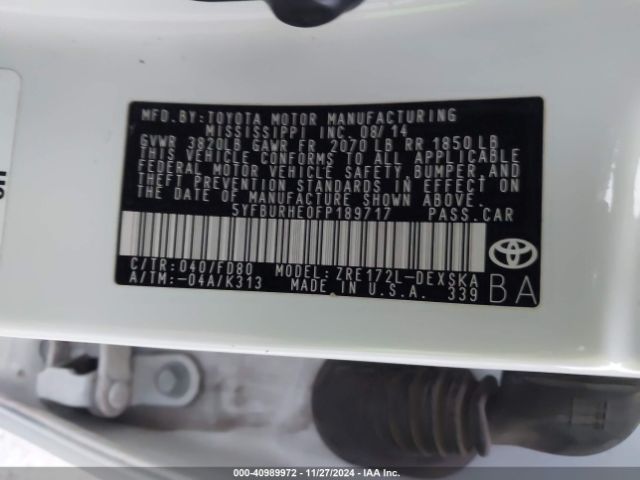 MFD.BY:TOYOTA MOTOR MANUFACTURING
MISSISSIPPI INC. 08/14
GVWR 3820LB GAWR FR 2070 LB RR 1850 LB
THIS VEHICLE CONFORMS TO ALL APPLICABLE
FEDERAL MOTOR VEHICLE SAFETY, BUMPER, AND
THEFT PREVENTION STANDARDS IN EFFECT ON
THE DATE OF MANUFACTURE SHOWN ABOVE.
5YFBURHE0FP189717 PASS.CAR
C/TR: 040/FD80 MODEL: ZRE172L-DEXSKA
A/TM:-04A/K313 MADE IN U.S.A. 339
BA
000-40989972 - 11/27/2024 - IAA Inc.